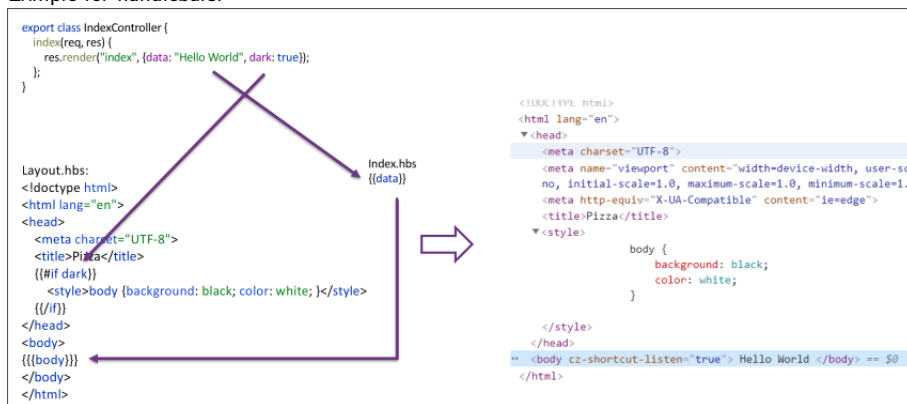 export class IndexController {
index(req, res) {
res.render("index", {data: "Hello World", dark: true});
};
}
Layout.hbs:
<!doctype html>
<html lang="en">
<head>
<meta charset="UTF-8">
<title>Pizza</title>
{{#if dark}}
<style>body {background: black; color: white; }</style>
{{/if}}
</head>
<body>
{{{body}}}
</body>
</html>
Index.hbs
{{data}}
<!DOCTYPE html>
<html lang="en">
▼<head>
<meta charset="UTF-8">
<meta name="viewport" content="width=device-width,
no, initial-scale=1.0, maximum-scale=1.0, minimum-scale=1.
<meta http-equiv="X-UA-Compatible" content="ie=edge">
<title>Pizza</title>
▼<style>
body {
background: black;
color: white;
}
</style>
</head>
<body cz-shortcut-listen="true"> Hello World </body> == $0
</html>